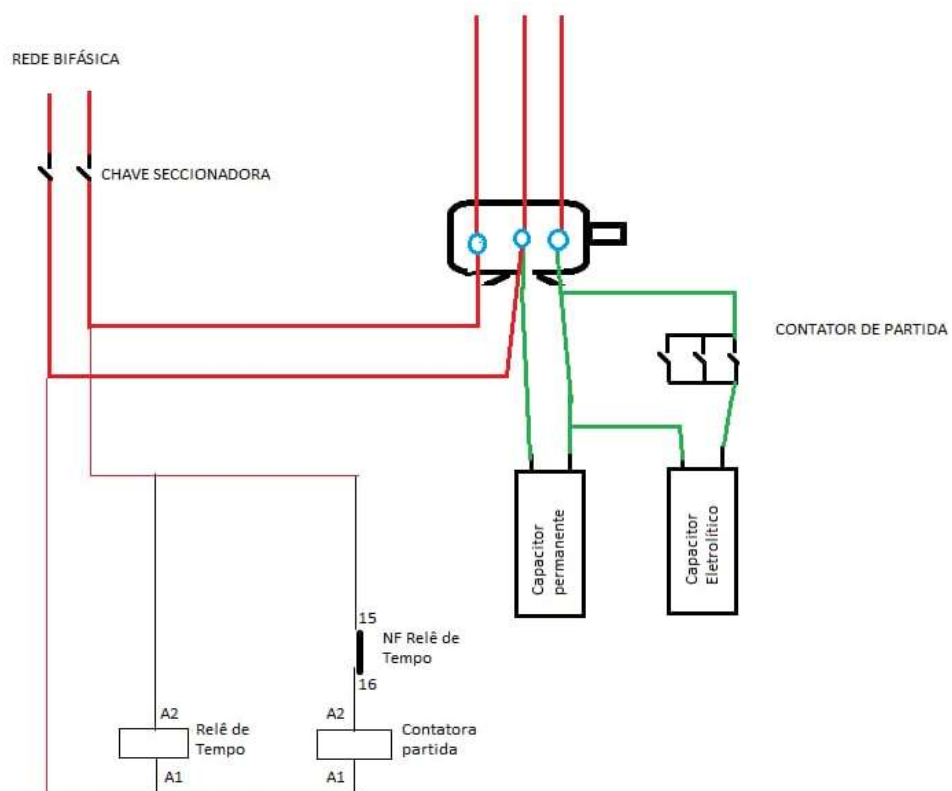 REDE BIFÁSICA
CHAVE SECCIONADORA
CONTATOR DE PARTIDA
Capacitor
permanente
Capacitor
Eletrolítico
15
NF Relê de
Tempo
16
A2
Relê de
Tempo
A1
A2
Contatora
partida
A1